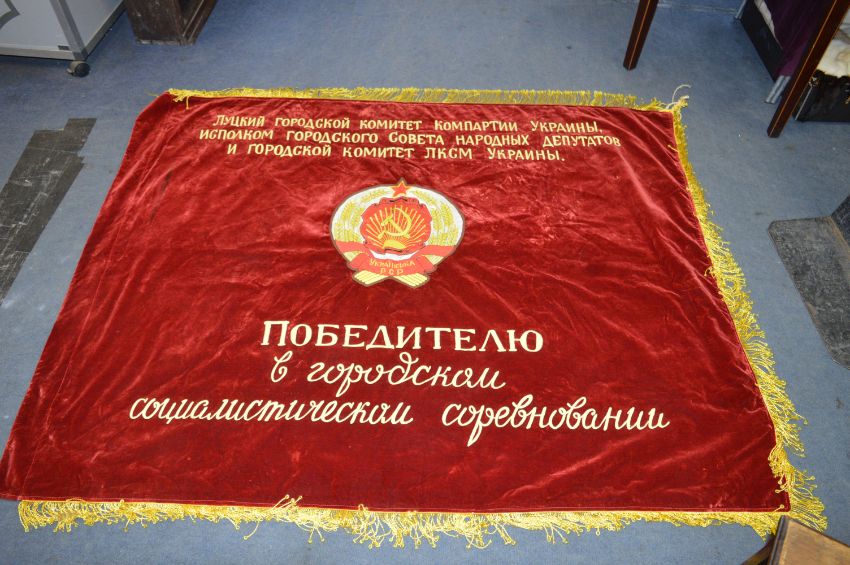 ЛУЦКИЙ ГОРОДСКОЙ КОМИТЕТ КОМПАРТИИ УКРАИНЫ,
ИСПОЛКОМ ГОРОДСКОГО СОВЕТА НАРОДНЫХ ДЕПУТАТОВ
И ГОРОДСКОЙ КОМИТЕТ ЛКСМ УКРАИНЫ.
УКРАЇНСЬКА
Р С Р
ПОБЕДИТЕЛЮ
в городском
социалистическом соревновании